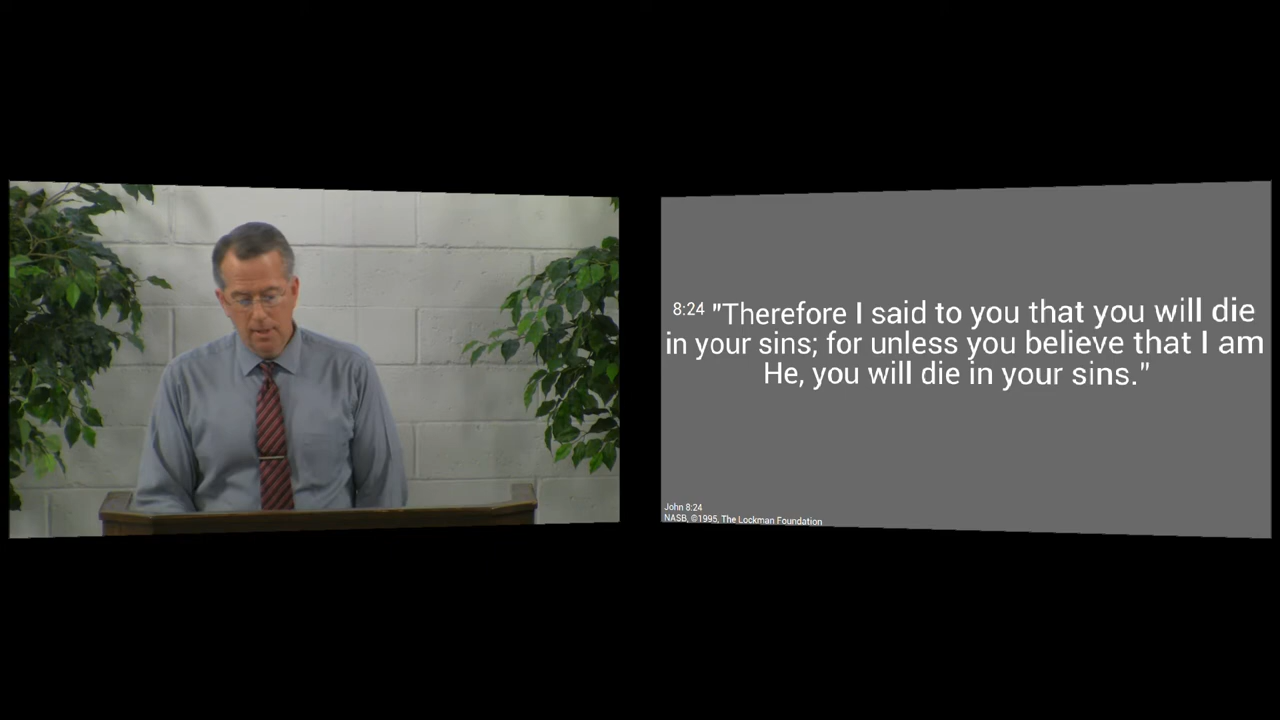 8:24 "Therefore I said to you that you will die
in your sins; for unless you believe that I am
He, you will die in your sins."
John 8:24
NASB, ©1995, The Lockman Foundation